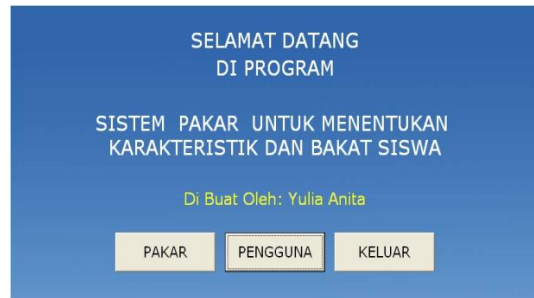 SELAMAT DATANG
DI PROGRAM
SISTEM PAKAR UNTUK MENENTUKAN
KARAKTERISTIK DAN BAKAT SISWA
Di Buat Oleh: Yulia Anita
PAKAR PENGGUNA KELUAR